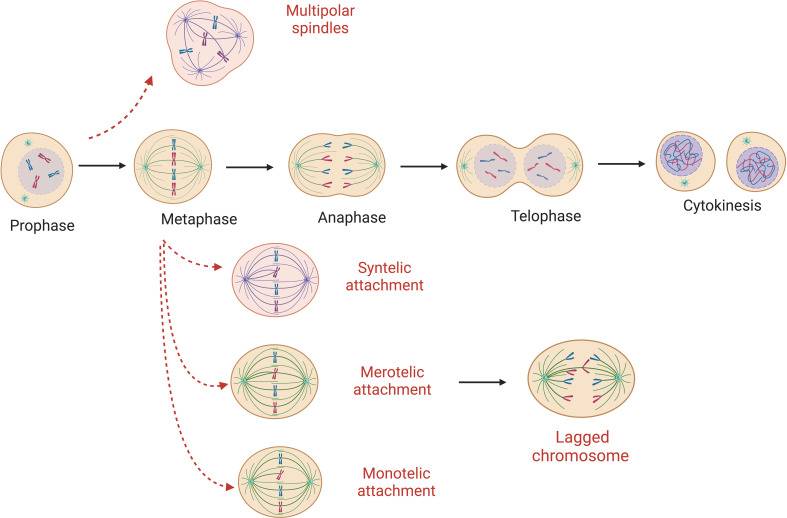 Multipolar
spindles
Prophase
Metaphase
Anaphase
Telophase
Cytokinesis
Syntelic
attachment
Merotelic
attachment
Lagged
chromosome
Monotelic
attachment